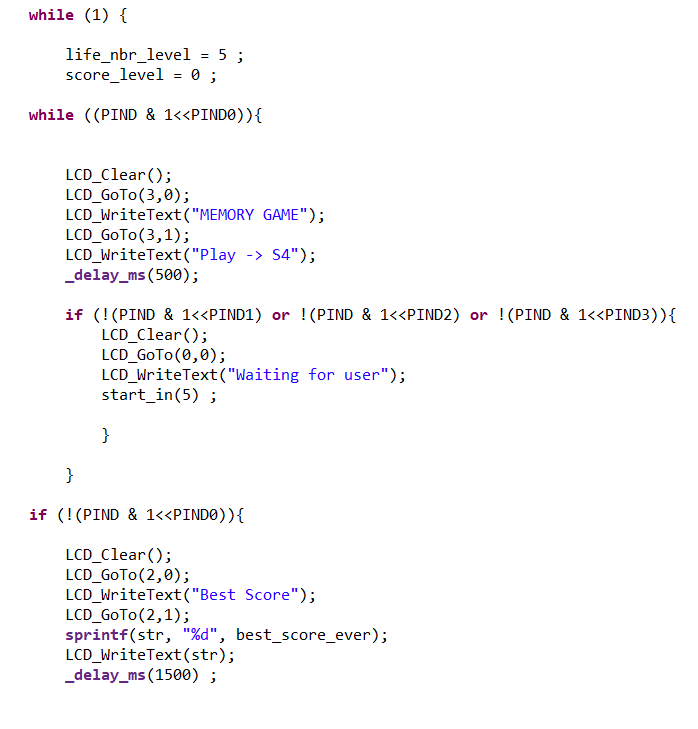 while (1) {
life_nbr_level = 5 ;
score_level = 0 ;
while ((PIND & 1<<PIND0)){
LCD_Clear();
LCD_GoTo(3,0);
LCD_WriteText("MEMORY GAME");
LCD_GoTo(3,1);
LCD_WriteText("Play -> S4");
_delay_ms(500);
if (!(PIND & 1<<PIND1) or !(PIND & 1<<PIND2) or !(PIND & 1<<PIND3)){
LCD_Clear();
LCD_GoTo(0,0);
LCD_WriteText("Waiting for user");
start_in(5) ;
}
}
if (!(PIND & 1<<PIND0)){
LCD_Clear();
LCD_GoTo(2,0);
LCD_WriteText("Best Score");
LCD_GoTo(2,1);
sprintf(str, "%d", best_score_ever);
LCD_WriteText(str);
_delay_ms(1500) ;